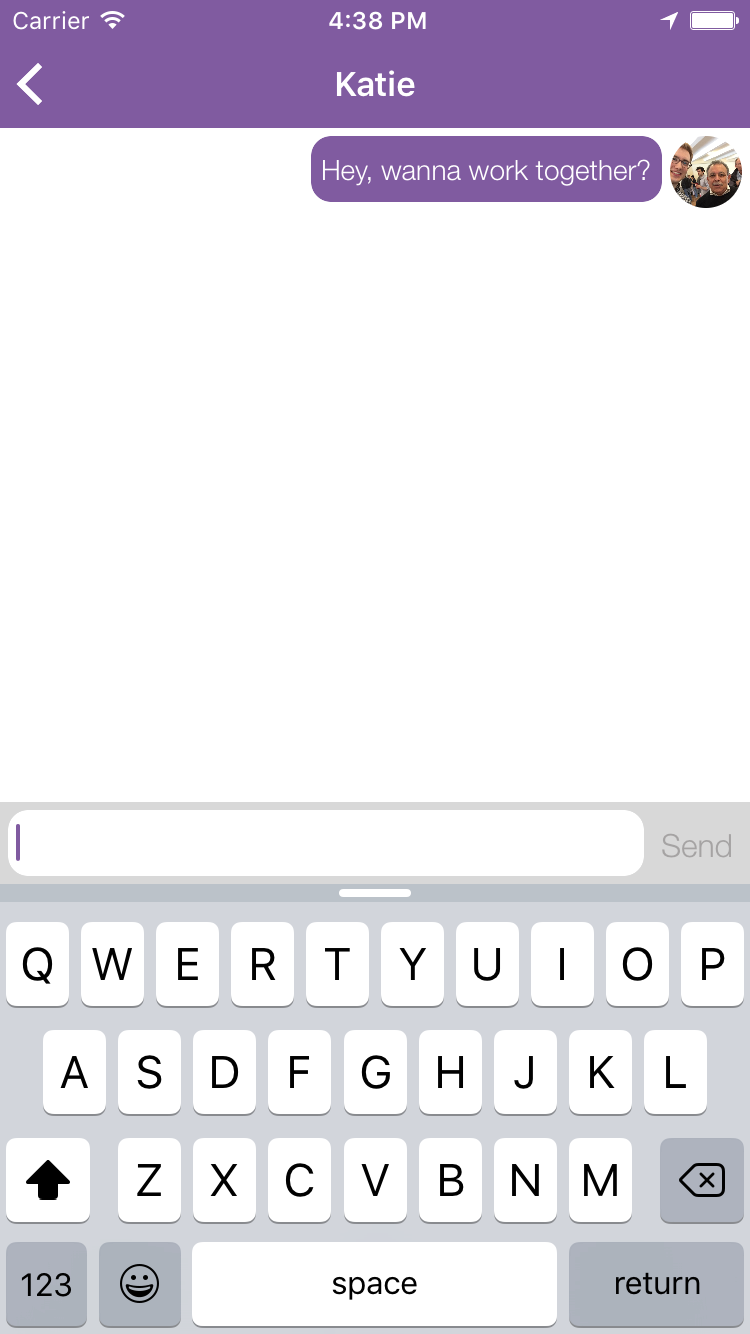 Carrier 4:38 PM
Katie
Hey, wanna work together?
Send
Q W E R T Y U I O P
A S D F G H J K L
Z X C V B N M
123 space return